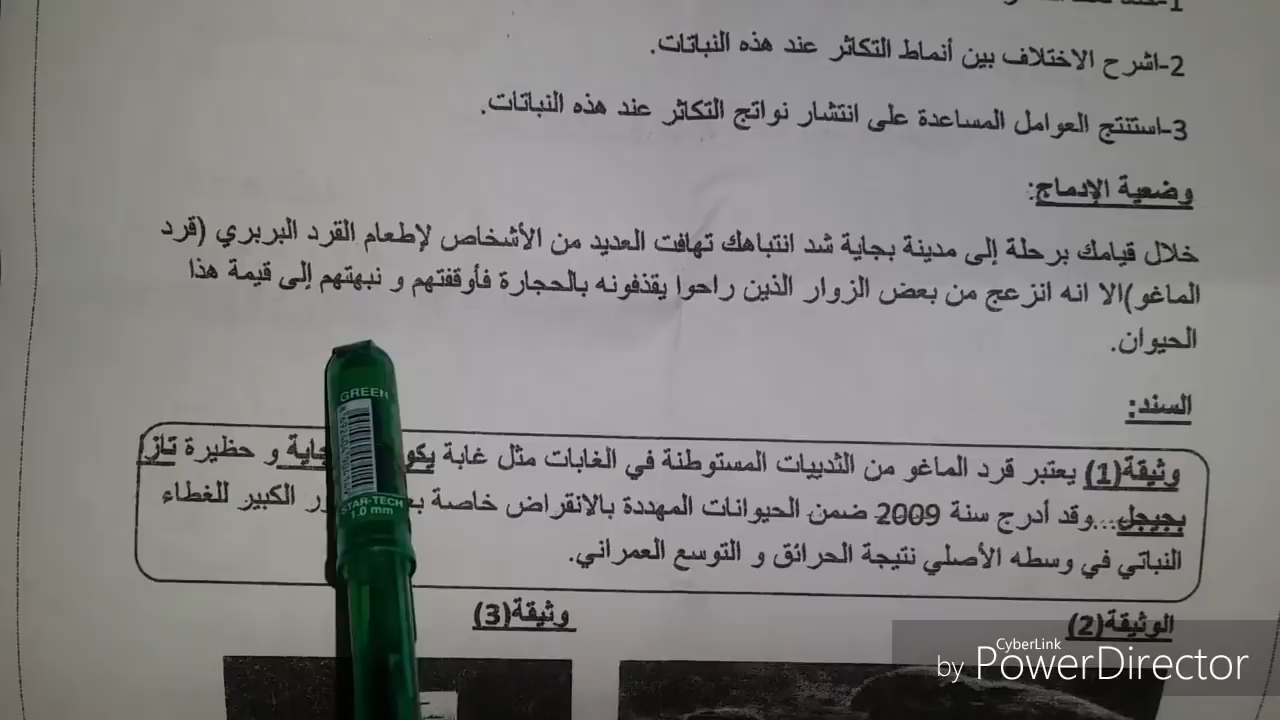 2-اشرح الاختلاف بين أنماط التكاثر عند هذه النباتات.
3-استنتج العوامل المساعدة على انتشار نواتج التكاثر عند هذه النباتات.
وضعية الإدماج:
خلال قيامك برحلة إلى مدينة بجاية شد انتباهك تهافت العديد من الأشخاص لإطعام القرد البربري (قرد
الماغو)الا انه انزعج من بعض الزوار الذين راحوا يقذفونه بالحجارة فأوقفتهم و نبهتهم إلى قيمة هذا
الحيوان.
السند:
وثيقة(1) يعتبر قرد الماغو من الثدييات المستوطنة في الغابات مثل غابة و حظيرة تازا
بجيجل...وقد أدرج سنة 2009 ضمن الحيوانات المهددة بالانقراض خاصة الكبير للغطاء
النباتي في وسطه الأصلي نتيجة الحرائق و التوسع العمراني.
الوثيقة(2) وثيقة(3)
GREEN
STAR-TECH
1.0 mm
CyberLink
by PowerDirector